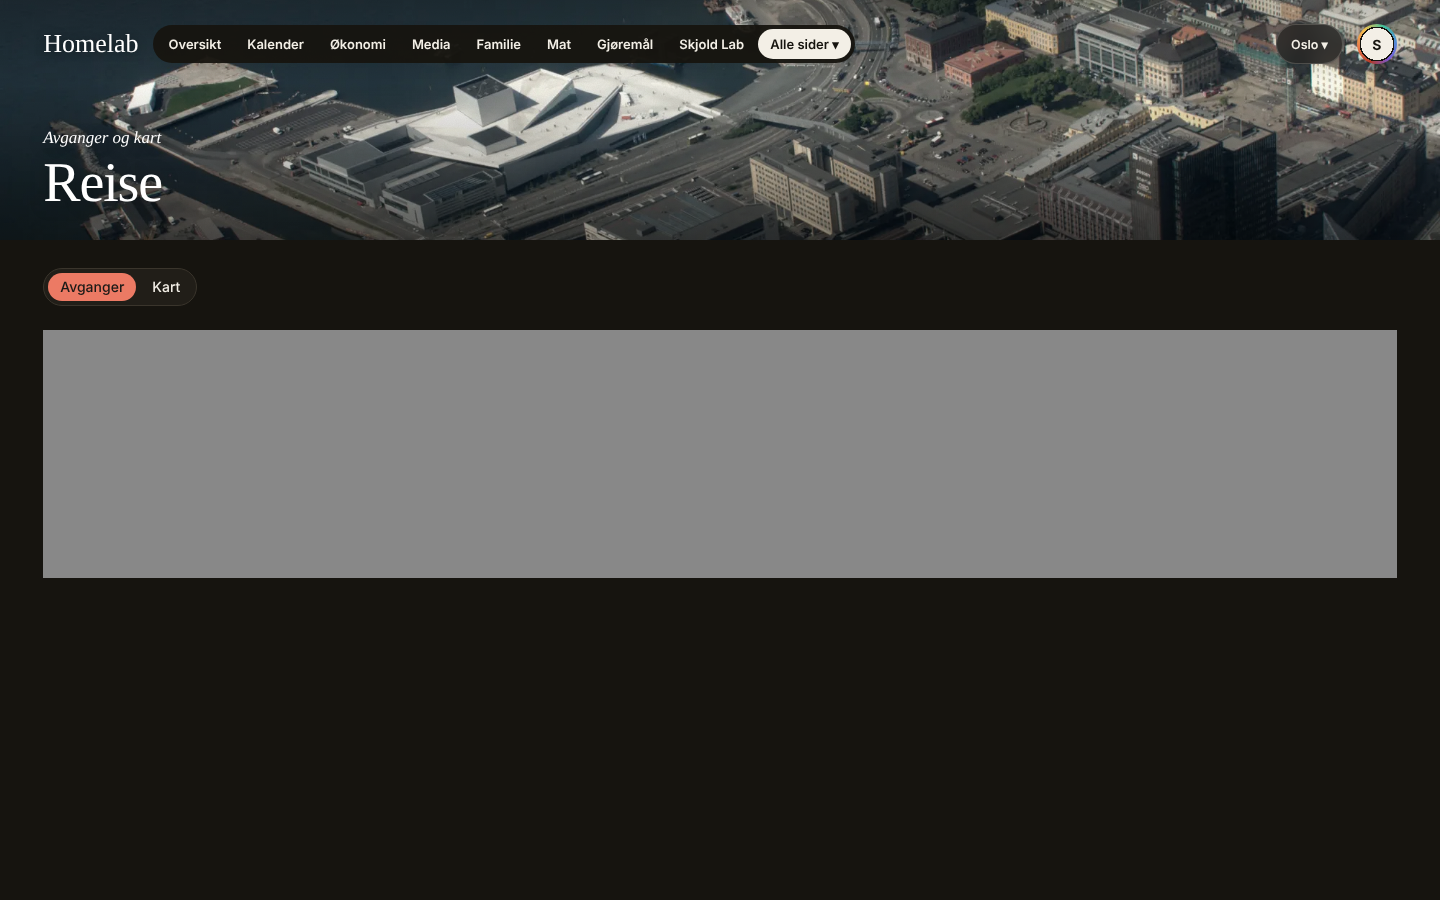 Homelab
Oversikt Kalender Økonomi Media Familie Mat Gjøremål Skjold Lab Alle sider ▾
Oslo ▾
S
Avganger og kart
Reise
Avganger Kart